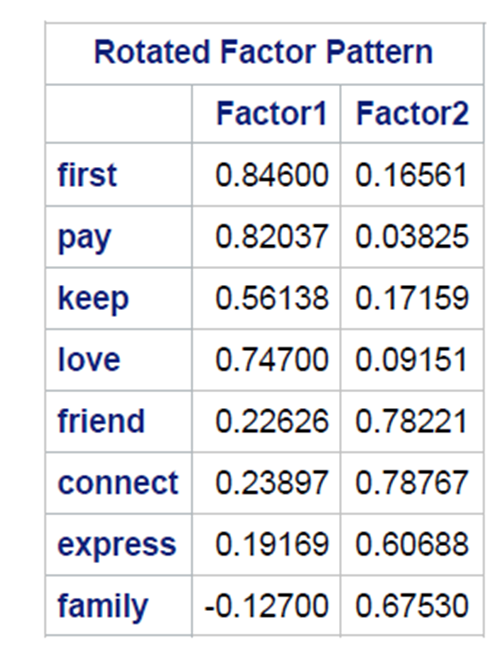 Rotated Factor Pattern
Factor1 Factor2
first 0.84600 0.16561
pay 0.82037 0.03825
keep 0.56138 0.17159
love 0.74700 0.09151
friend 0.22626 0.78221
connect 0.23897 0.78767
express 0.19169 0.60688
family -0.12700 0.67530